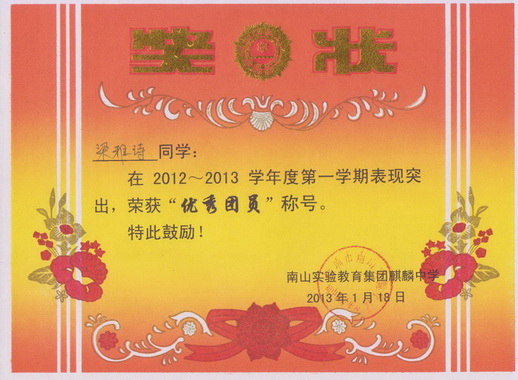 奖状
梁雅诗 同学：
在 2012～2013 学年度第一学期表现突
出，荣获“优秀团员”称号。
特此鼓励！
南山实验教育集团麒麟中学
2013 年 1 月 18 日